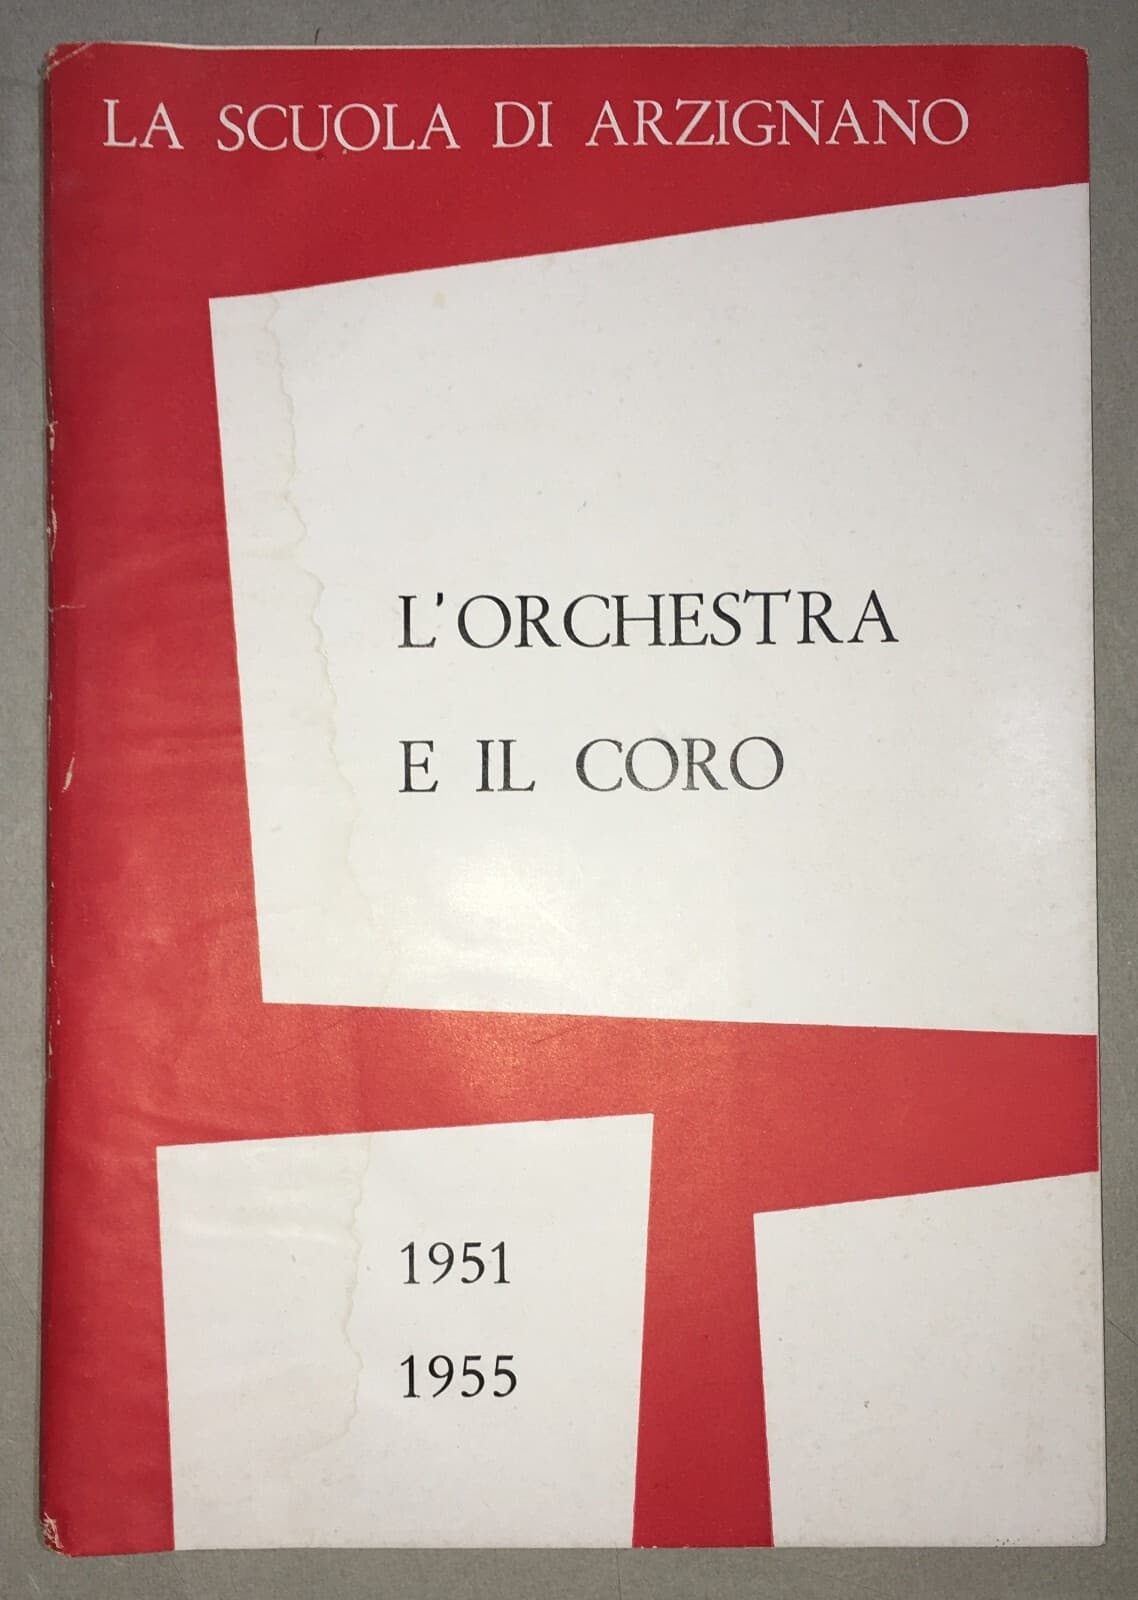 LA SCUOLA DI ARZIGNANO
L'ORCHESTRA
E IL CORO
1951
1955